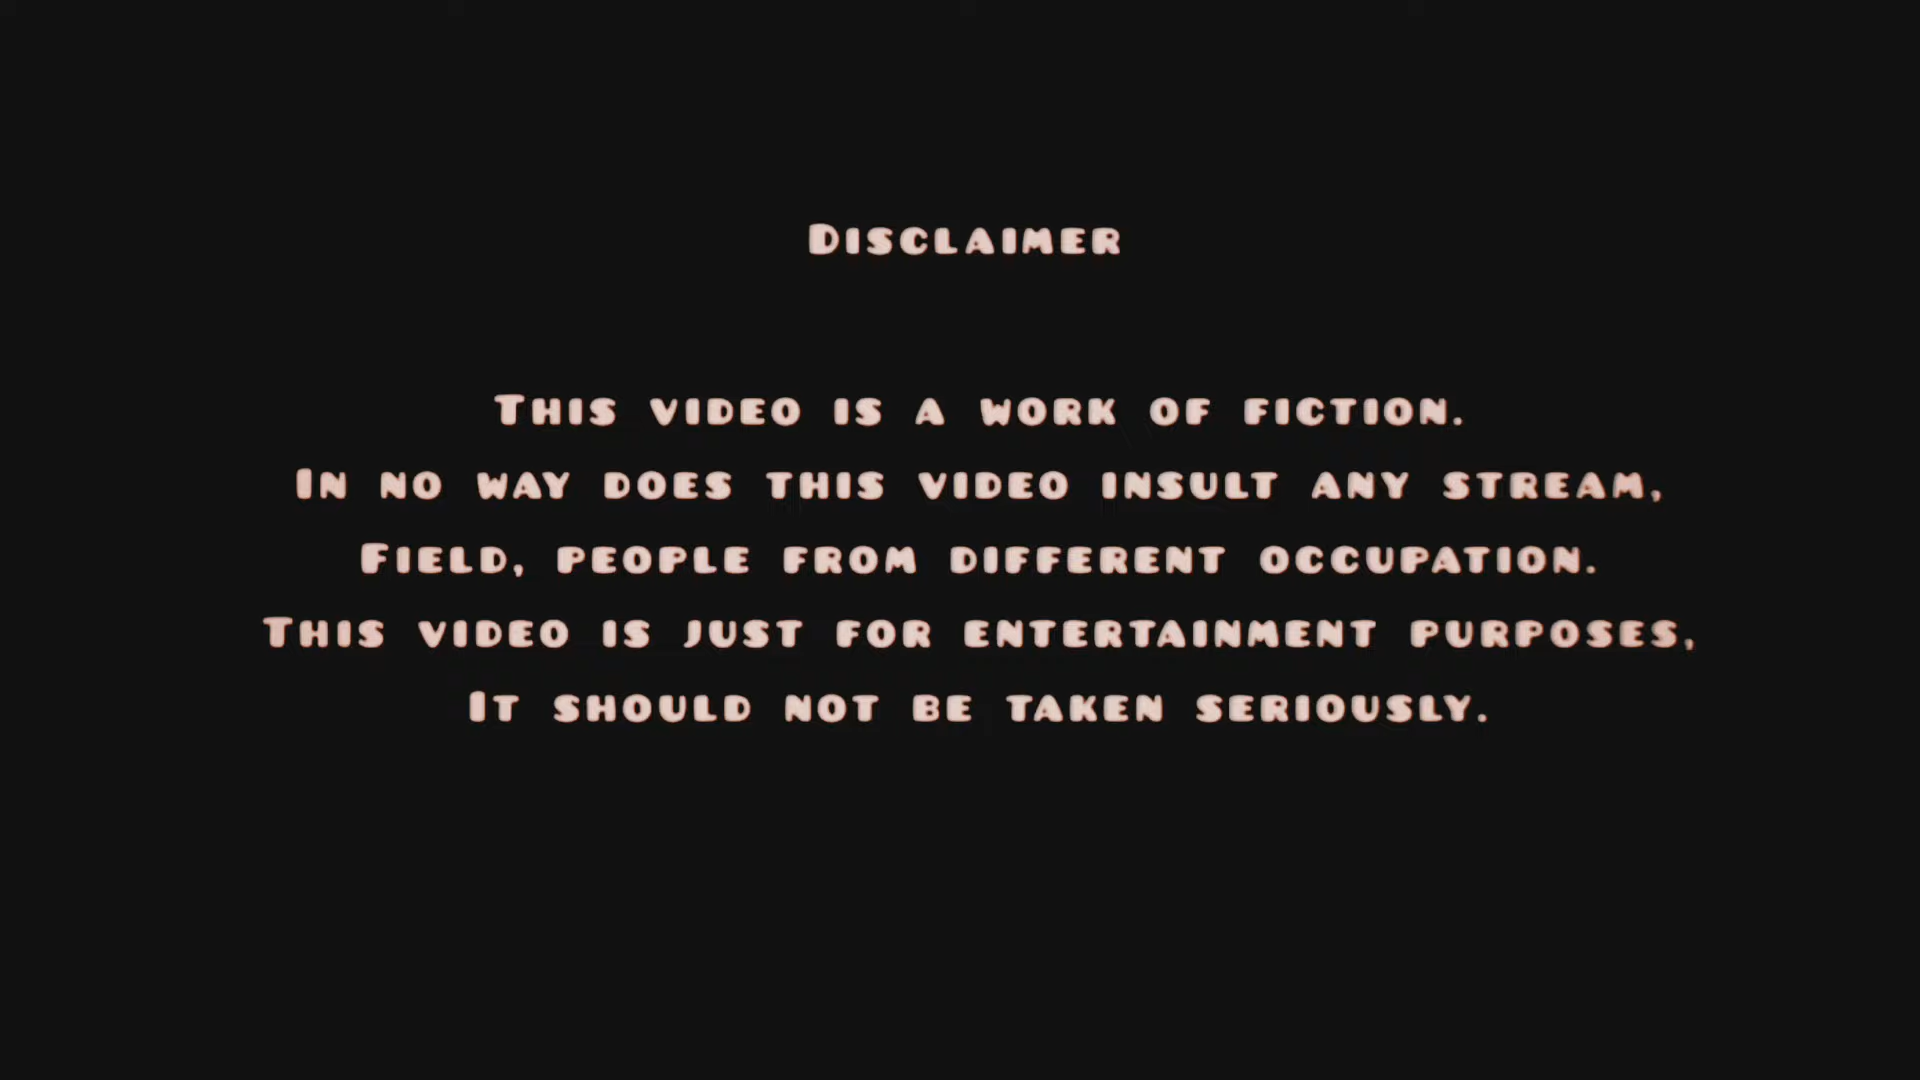 Disclaimer
This video is a work of fiction.
In no way does this video insult any stream,
Field, people from different occupation.
This video is just for entertainment purposes,
It should not be taken seriously.